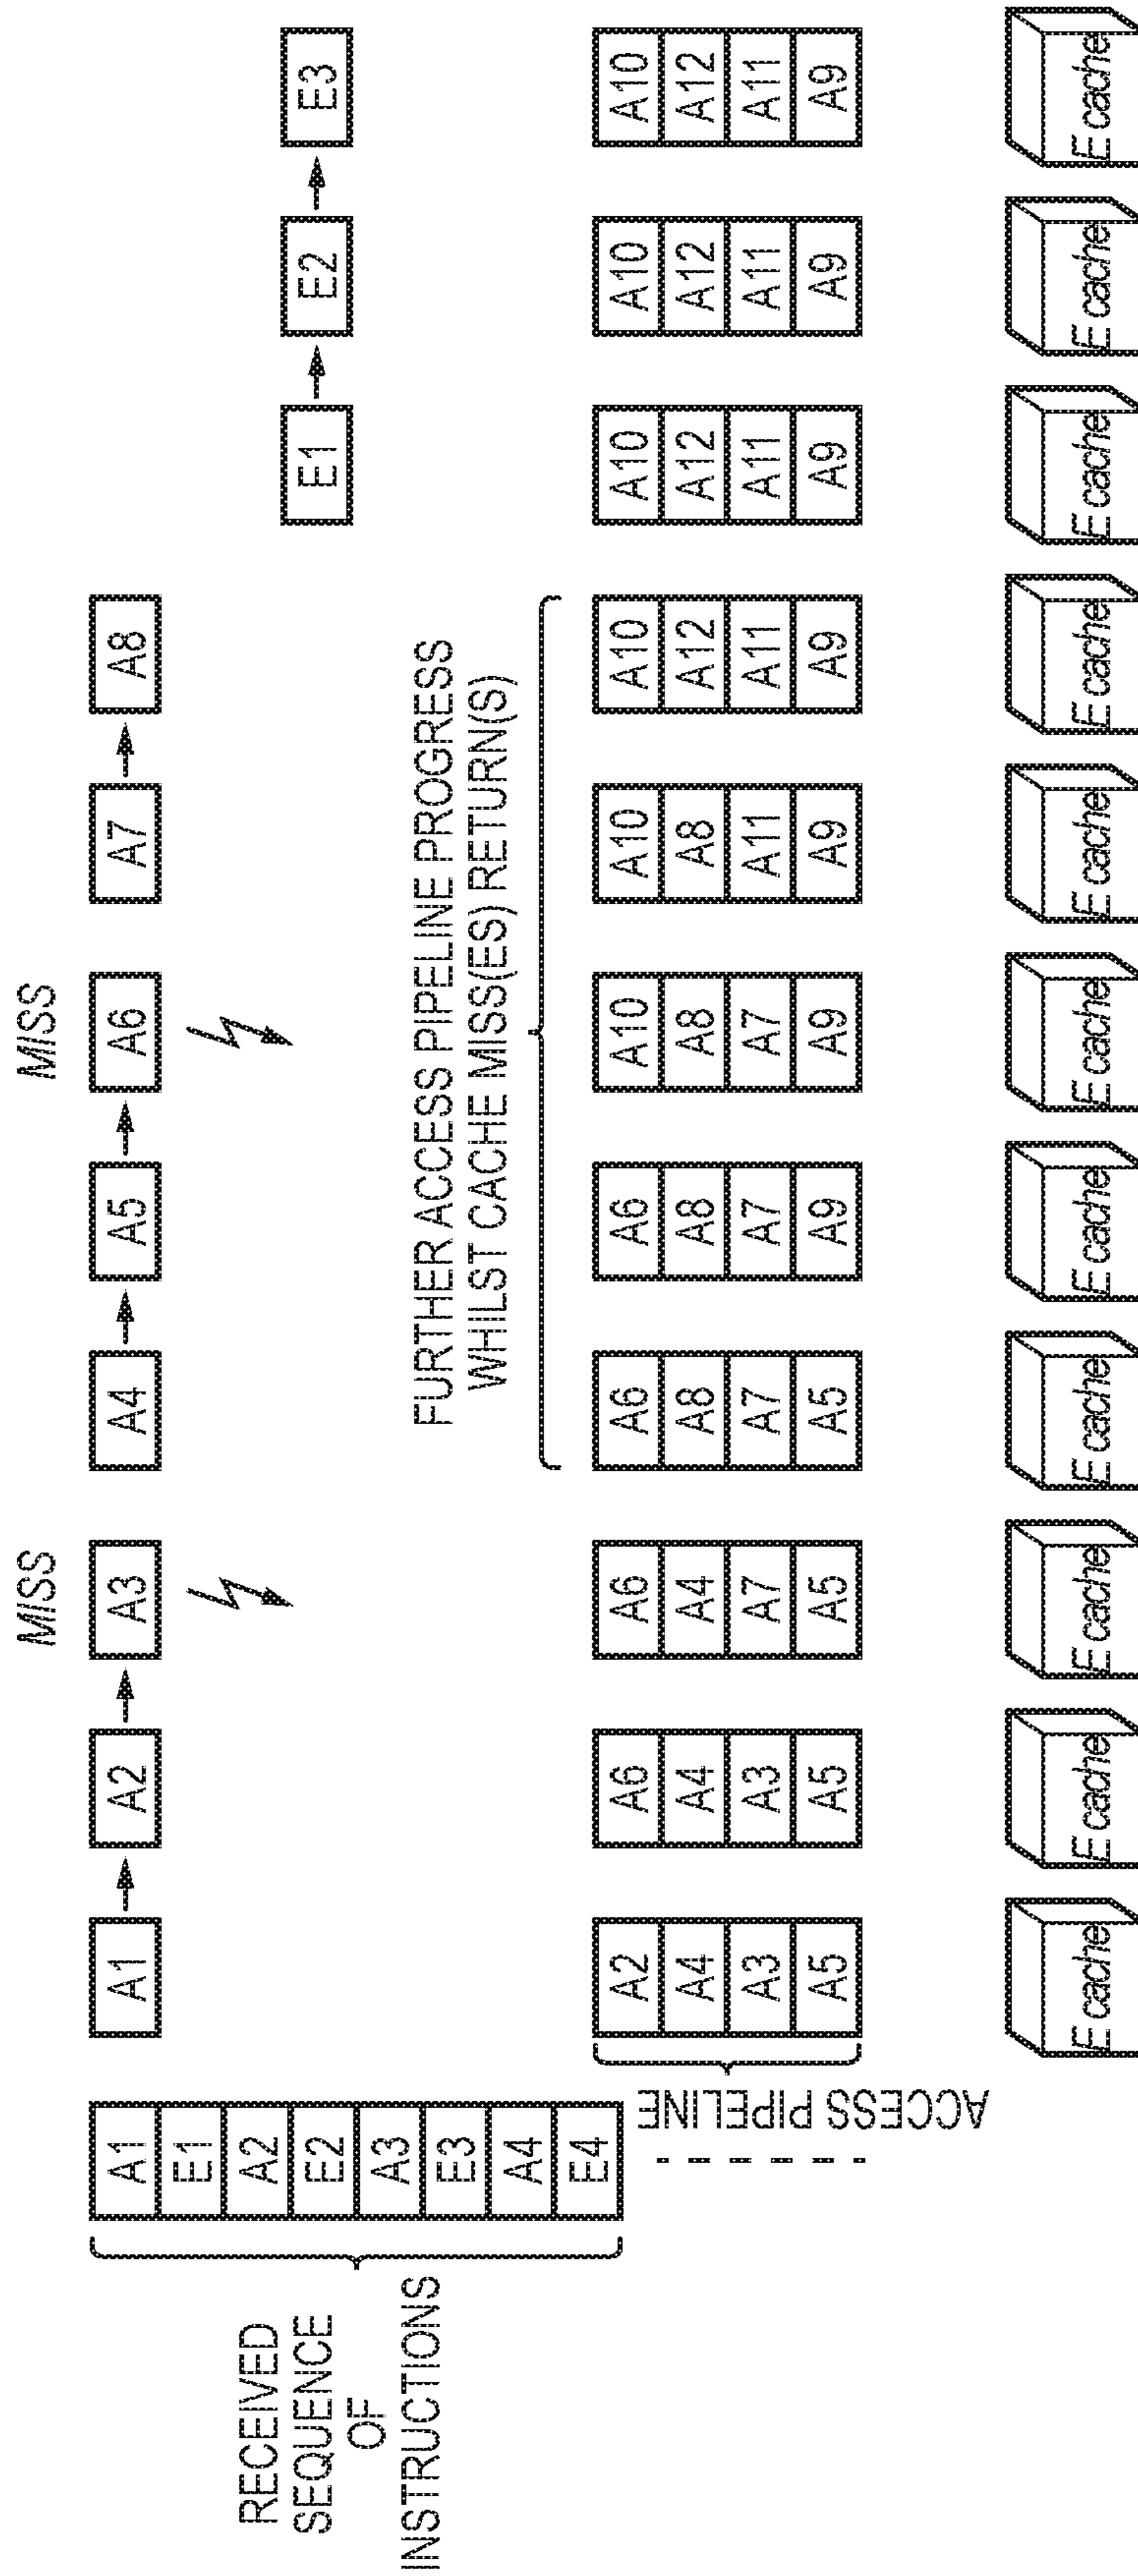 MISS MISS
A1 A2 A3 A4 A5 A6 A7 A8
E1 E2 E3
RECEIVED
SEQUENCE
OF
INSTRUCTIONS
A1
E1
A2
E2
A3
E3
A4
E4
FURTHER ACCESS PIPELINE PROGRESS
WHILST CACHE MISS(ES) RETURN(S)
ACCESS PIPELINE
A2 A6 A6 A6 A6 A10 A10 A10 A10 A10 A10
A4 A4 A4 A8 A8 A8 A8 A12 A12 A12 A12
A3 A3 A7 A7 A7 A7 A11 A11 A11 A11 A11
A5 A5 A5 A5 A9 A9 A9 A9 A9 A9 A9
E cache E cache E cache E cache E cache E cache E cache E cache E cache E cache E cache